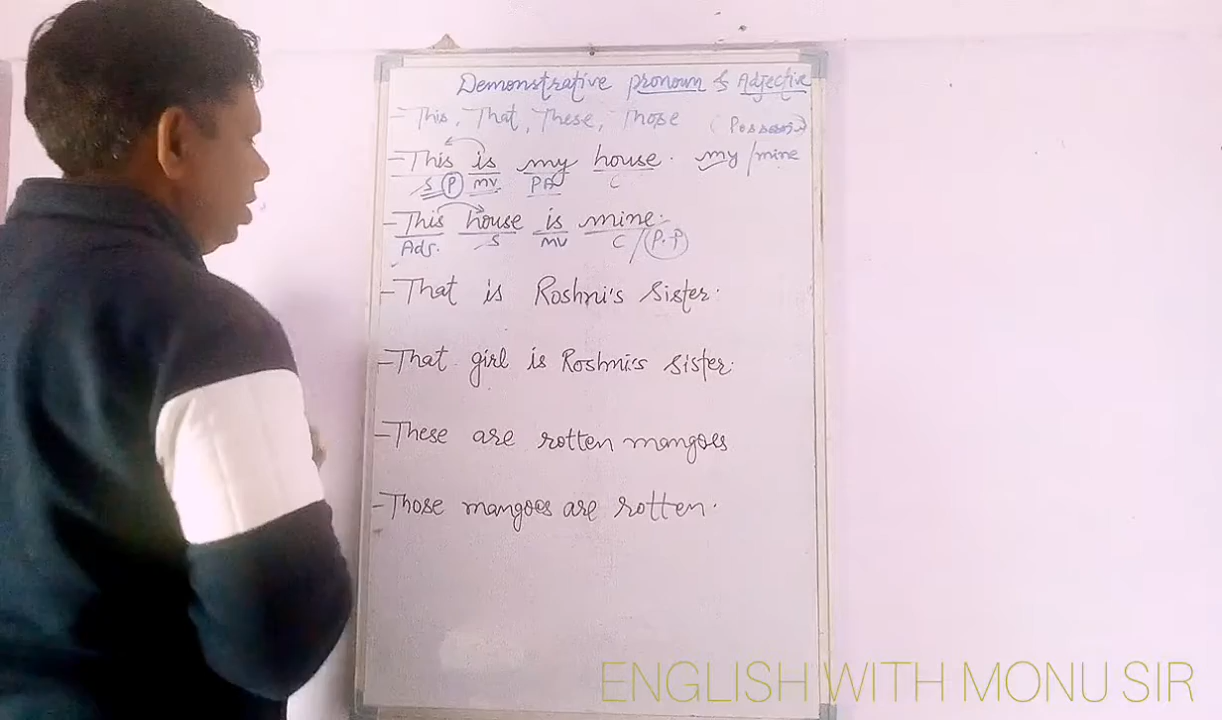 Demonstrative pronoun & Adjective
- This, That, These, Those (Possessive)
- This is my house. my / mine
S P MV PA C
- This house is mine.
Adj. S MV C / P.P
- That is Roshni's sister.
- That girl is Roshni's sister.
- These are rotten mangoes
- Those mangoes are rotten.
ENGLISH WITH MONU SIR